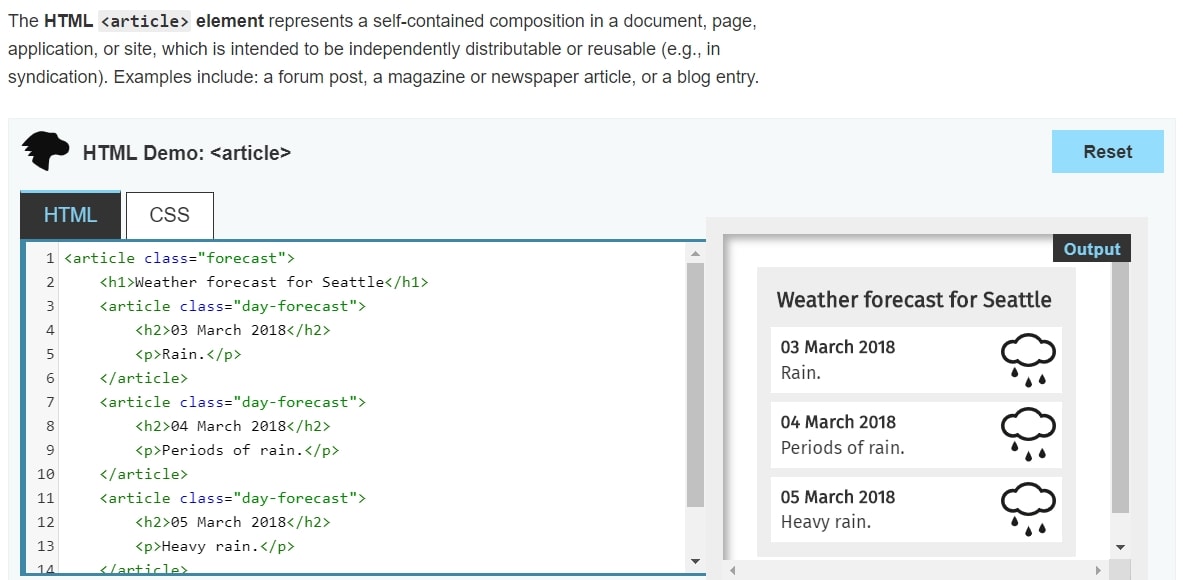 The HTML <article> element represents a self-contained composition in a document, page,
application, or site, which is intended to be independently distributable or reusable (e.g., in
syndication). Examples include: a forum post, a magazine or newspaper article, or a blog entry.
HTML Demo: <article>
Reset
HTML
CSS
1 <article class="forecast">
2 <h1>Weather forecast for Seattle</h1>
3 <article class="day-forecast">
4 <h2>03 March 2018</h2>
5 <p>Rain.</p>
6 </article>
7 <article class="day-forecast">
8 <h2>04 March 2018</h2>
9 <p>Periods of rain.</p>
10 </article>
11 <article class="day-forecast">
12 <h2>05 March 2018</h2>
13 <p>Heavy rain.</p>
14 </article>
Output
Weather forecast for Seattle
03 March 2018
Rain.
04 March 2018
Periods of rain.
05 March 2018
Heavy rain.